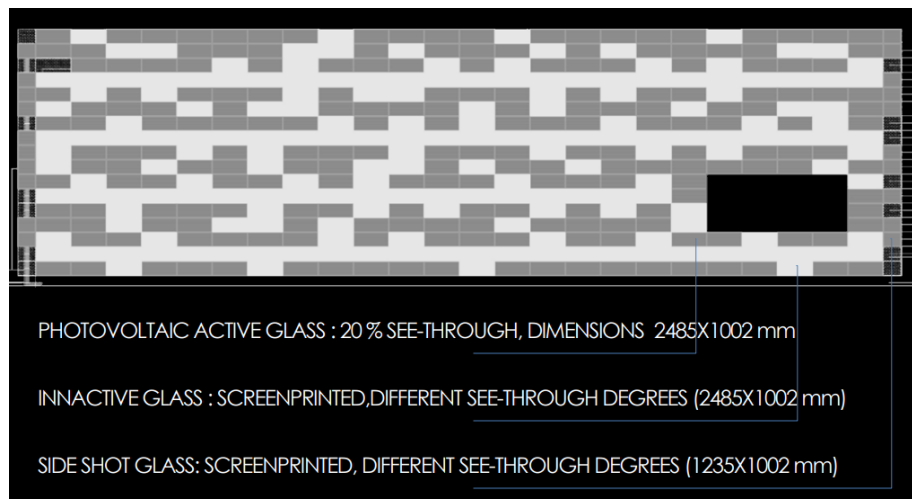 PHOTOVOLTAIC ACTIVE GLASS : 20 % SEE-THROUGH, DIMENSIONS 2485X1002 mm
INNACTIVE GLASS : SCREENPRINTED,DIFFERENT SEE-THROUGH DEGREES (2485X1002 mm)
SIDE SHOT GLASS: SCREENPRINTED, DIFFERENT SEE-THROUGH DEGREES (1235X1002 mm)